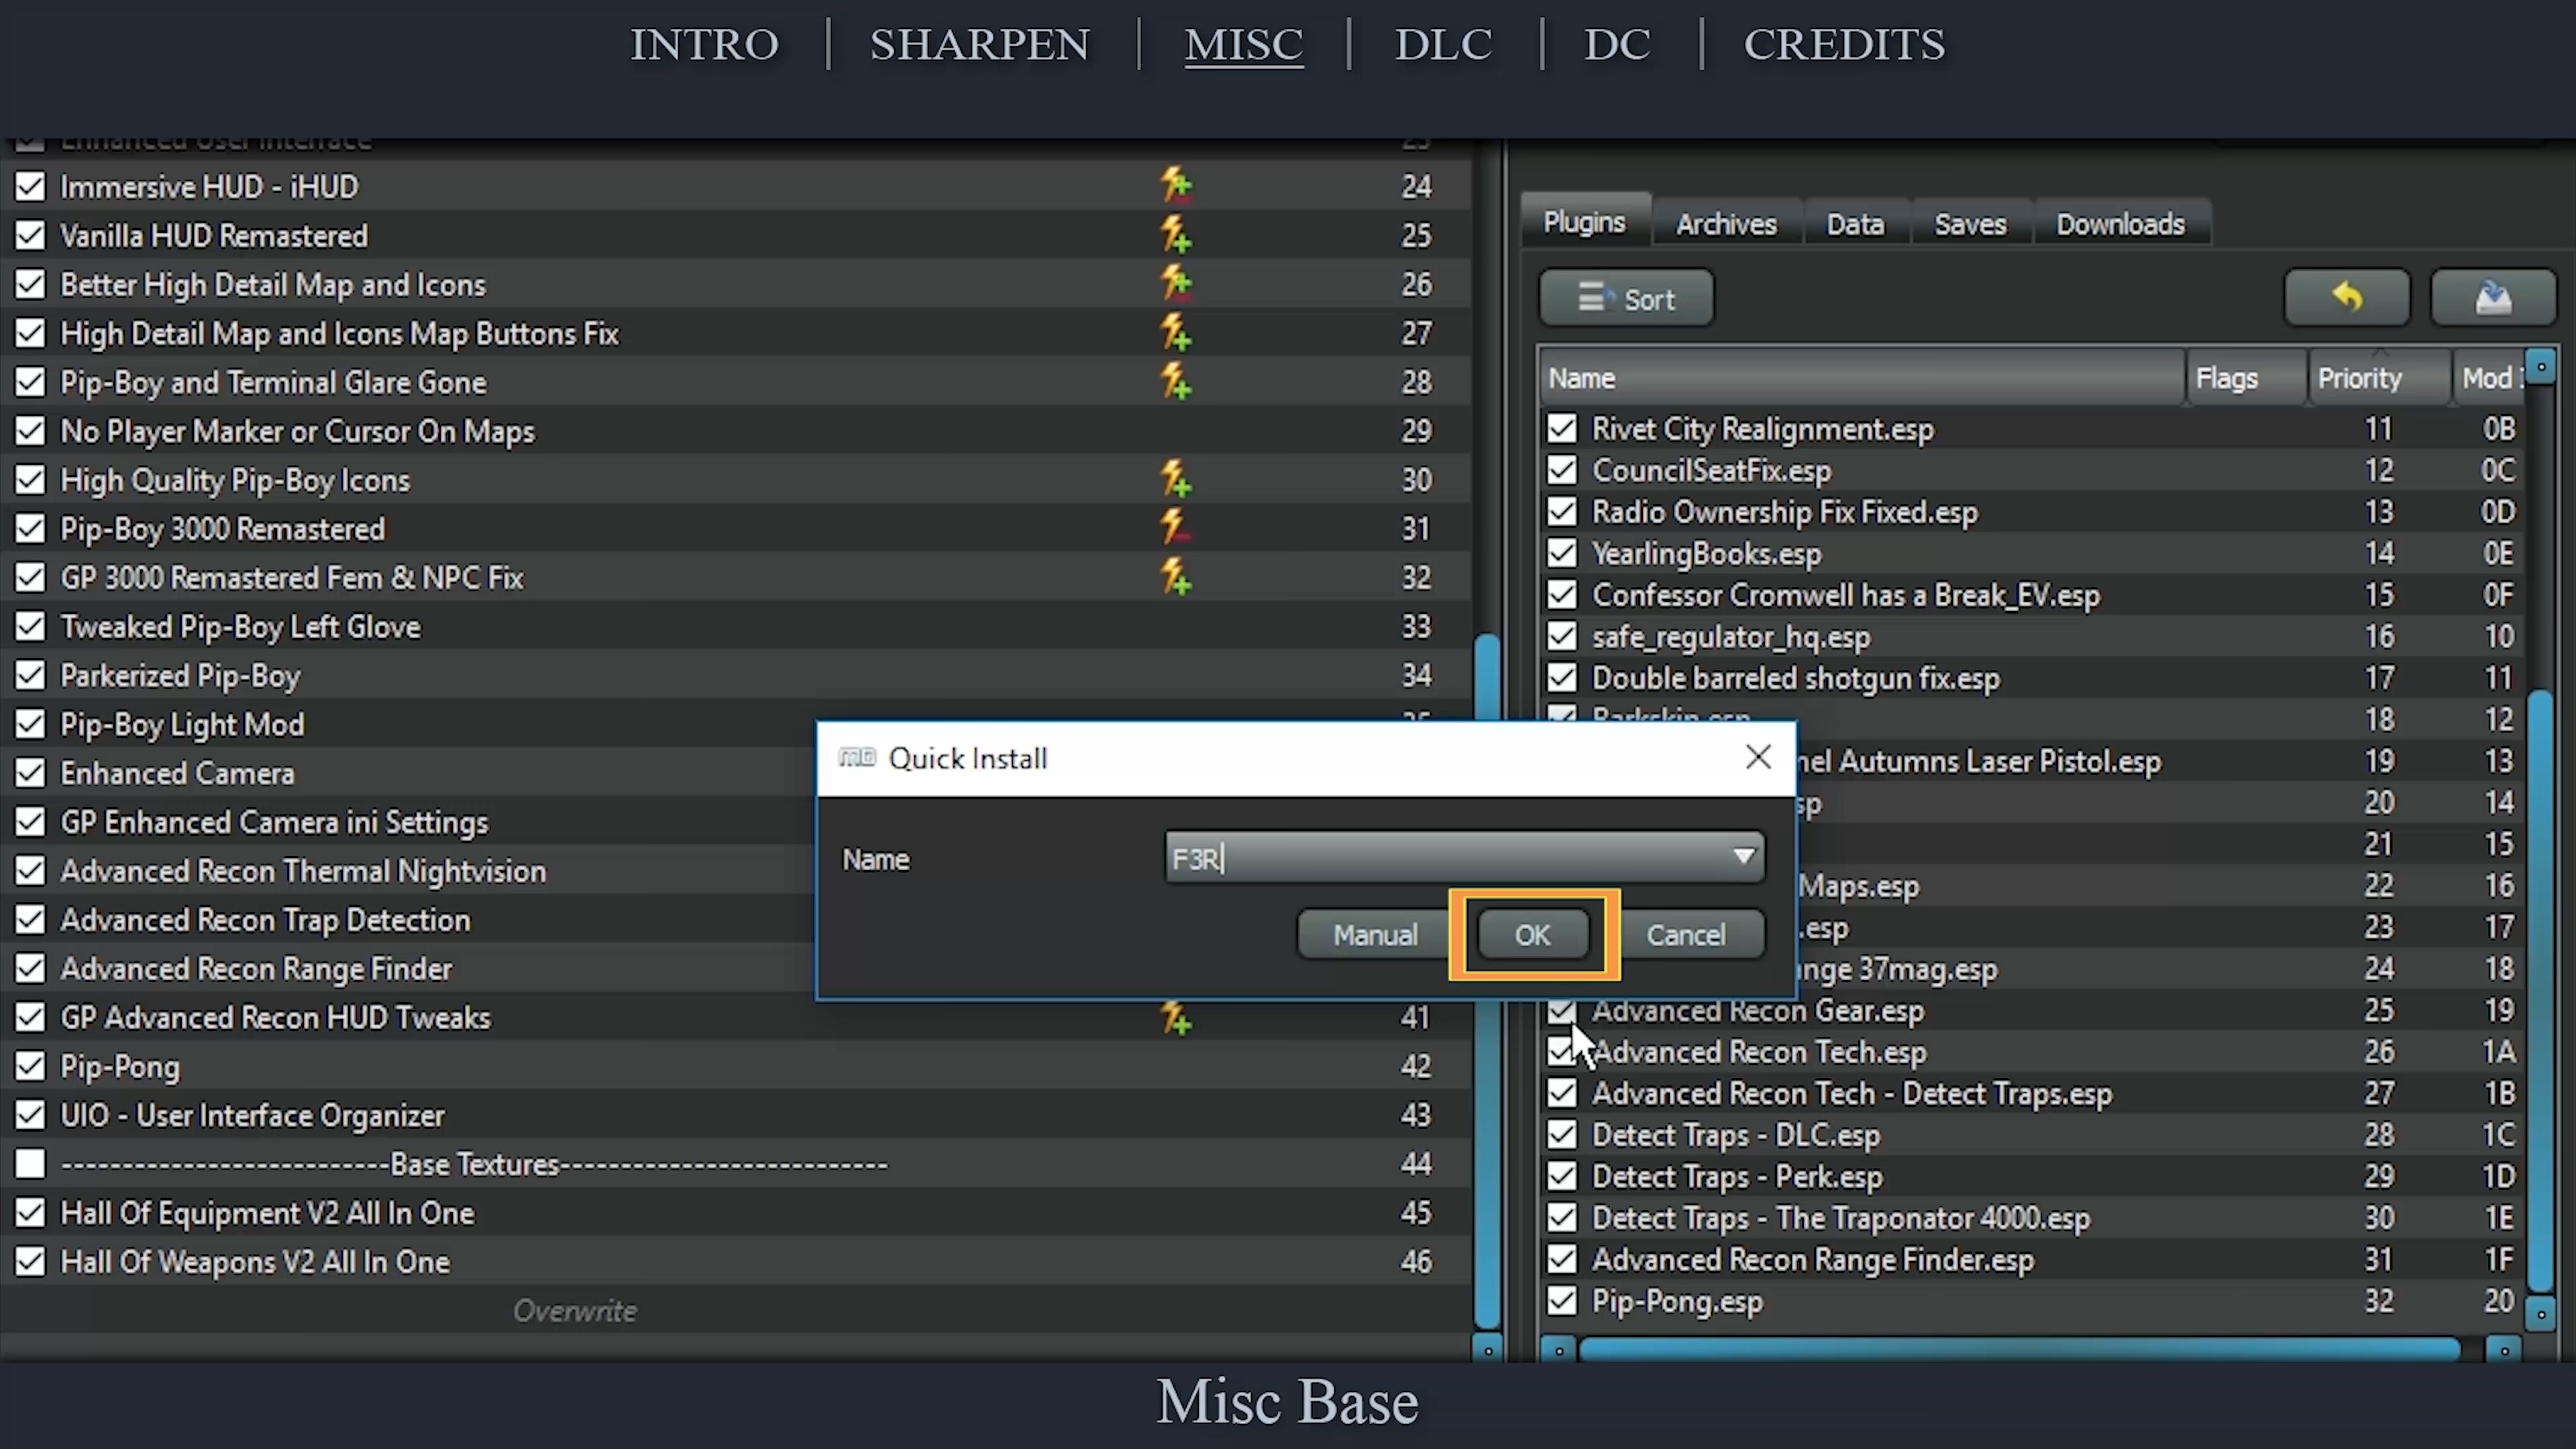 INTRO | SHARPEN | MISC | DLC | DC | CREDITS
Enhanced User Interface 23
Immersive HUD - iHUD 24
Vanilla HUD Remastered 25
Better High Detail Map and Icons 26
High Detail Map and Icons Map Buttons Fix 27
Pip-Boy and Terminal Glare Gone 28
No Player Marker or Cursor On Maps 29
High Quality Pip-Boy Icons 30
Pip-Boy 3000 Remastered 31
GP 3000 Remastered Fem & NPC Fix 32
Tweaked Pip-Boy Left Glove 33
Parkerized Pip-Boy 34
Pip-Boy Light Mod 35
Enhanced Camera
GP Enhanced Camera ini Settings
Advanced Recon Thermal Nightvision
Advanced Recon Trap Detection
Advanced Recon Range Finder
GP Advanced Recon HUD Tweaks 41
Pip-Pong 42
UIO - User Interface Organizer 43
---------------------------Base Textures--------------------------- 44
Hall Of Equipment V2 All In One 45
Hall Of Weapons V2 All In One 46
Overwrite
Plugins Archives Data Saves Downloads
Sort
Name Flags Priority Mod
Rivet City Realignment.esp 11 0B
CouncilSeatFix.esp 12 0C
Radio Ownership Fix Fixed.esp 13 0D
YearlingBooks.esp 14 0E
Confessor Cromwell has a Break_EV.esp 15 0F
safe_regulator_hq.esp 16 10
Double barreled shotgun fix.esp 17 11
Barkskin.esp 18 12
nel Autumns Laser Pistol.esp 19 13
sp 20 14
21 15
Maps.esp 22 16
.esp 23 17
nge 37mag.esp 24 18
Advanced Recon Gear.esp 25 19
Advanced Recon Tech.esp 26 1A
Advanced Recon Tech - Detect Traps.esp 27 1B
Detect Traps - DLC.esp 28 1C
Detect Traps - Perk.esp 29 1D
Detect Traps - The Traponator 4000.esp 30 1E
Advanced Recon Range Finder.esp 31 1F
Pip-Pong.esp 32 20
MO Quick Install
Name F3R
Manual OK Cancel
Misc Base